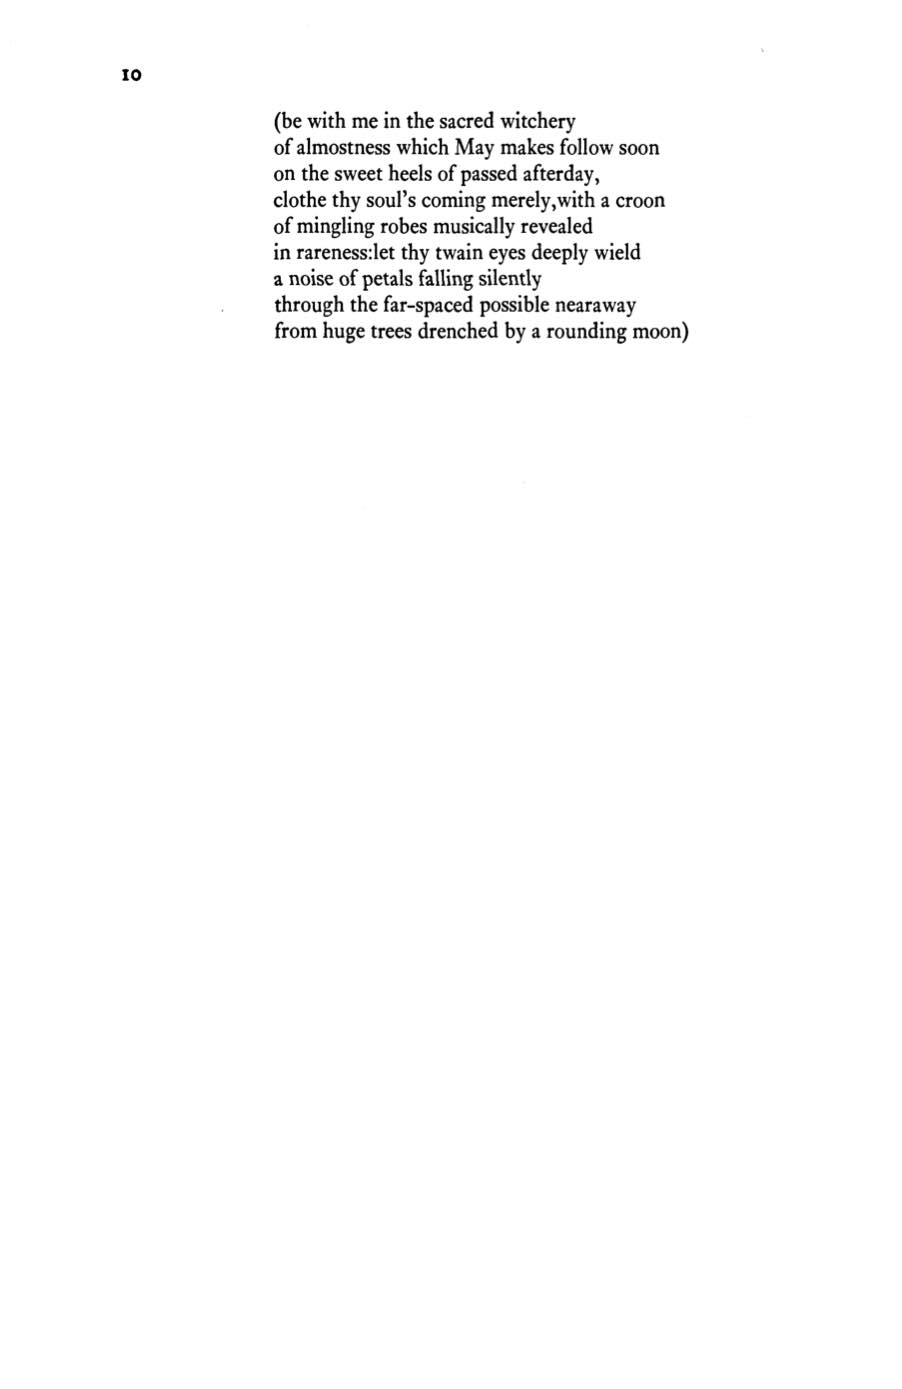 10
(be with me in the sacred witchery
of almostness which May makes follow soon
on the sweet heels of passed afterday,
clothe thy soul's coming merely,with a croon
of mingling robes musically revealed
in rareness:let thy twain eyes deeply wield
a noise of petals falling silently
through the far-spaced possible nearaway
from huge trees drenched by a rounding moon)